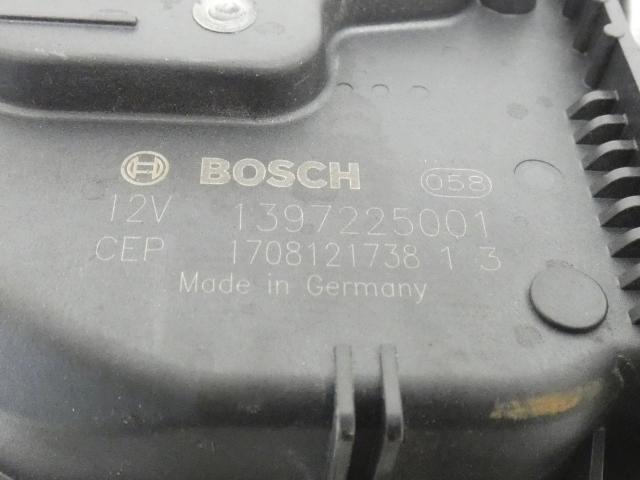 BOSCH 058
12V 1397225001
CEP 1708121738 1 3
Made in Germany